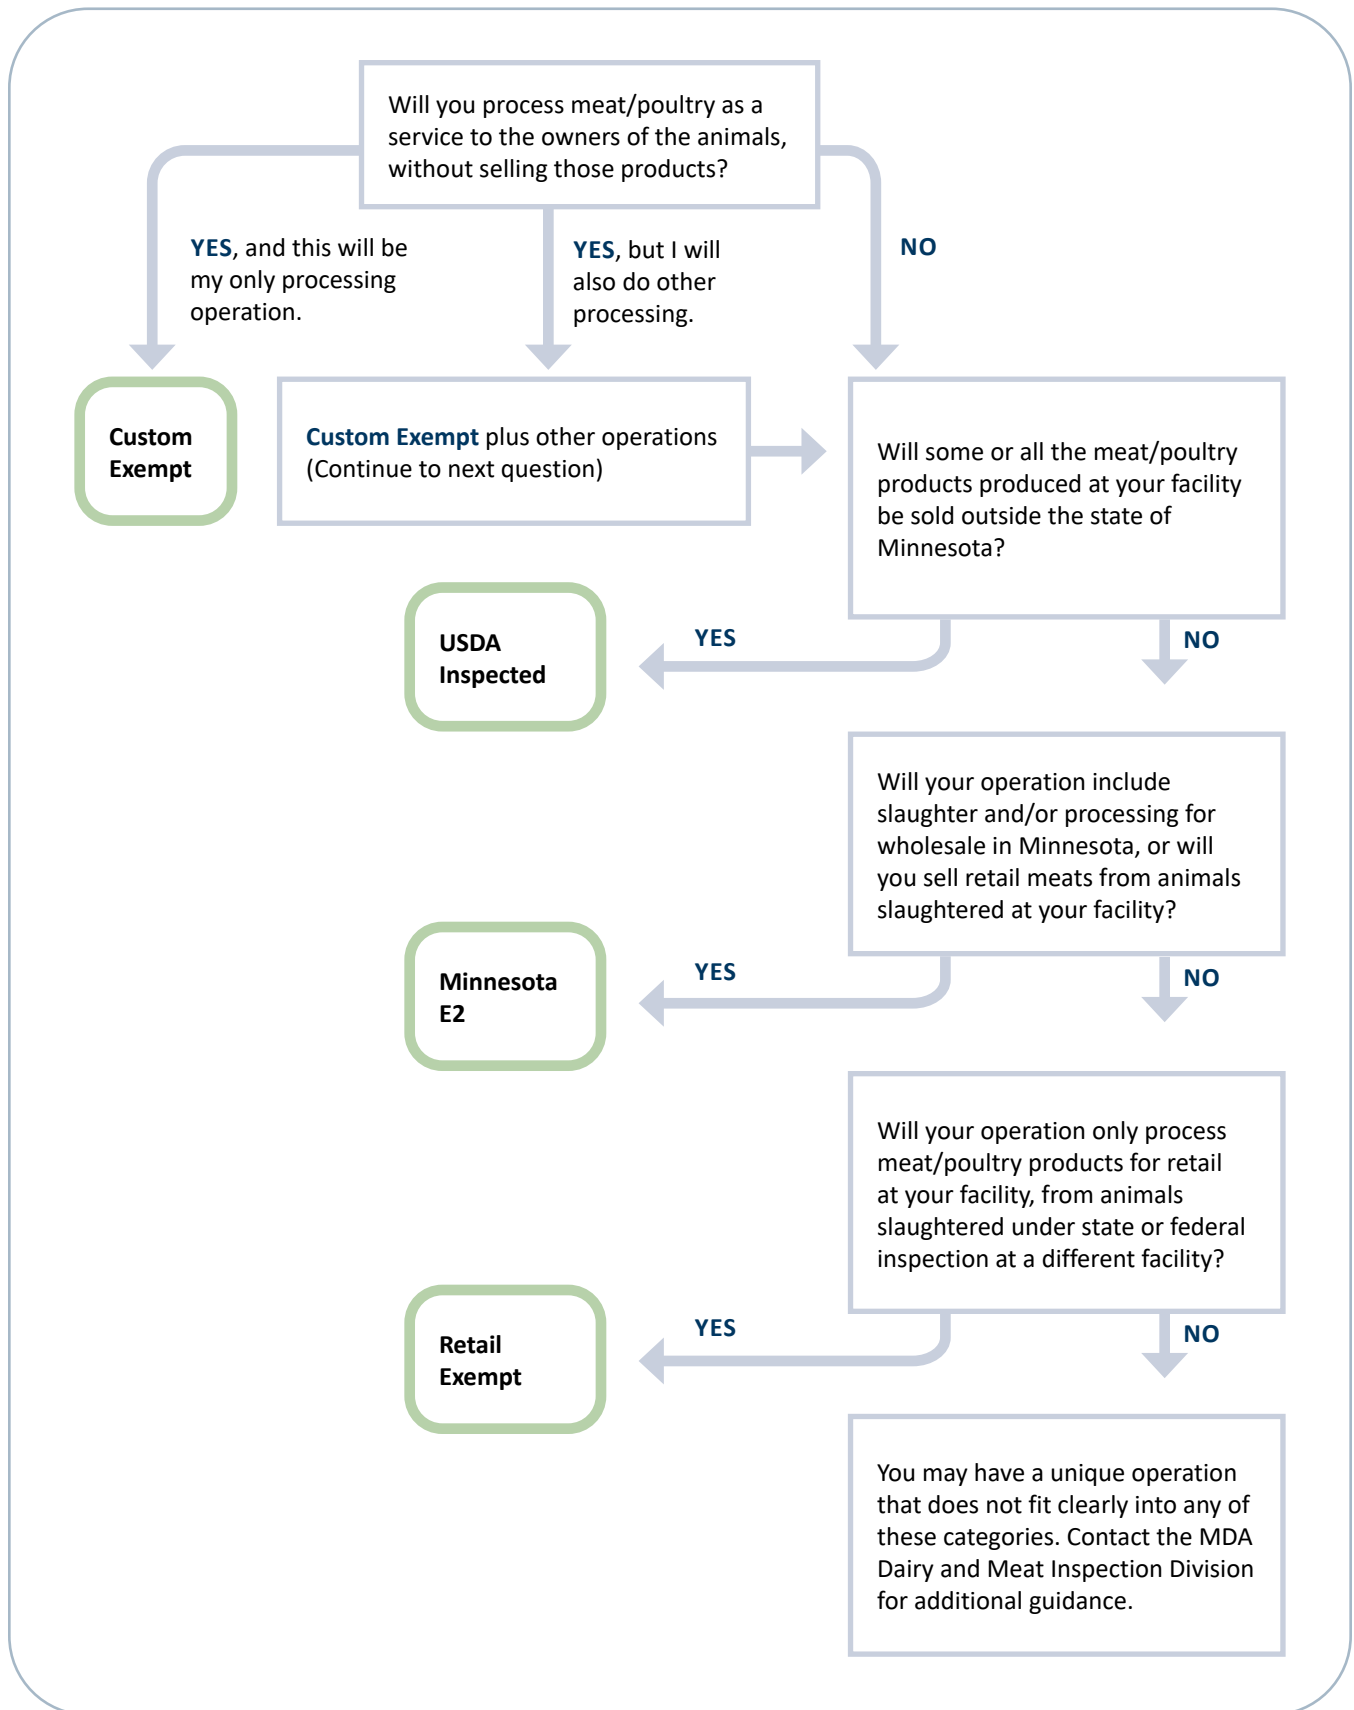 Will you process meat/poultry as a
service to the owners of the animals,
without selling those products?
YES, and this will be
my only processing
operation.
YES, but I will
also do other
processing.
NO
Custom
Exempt
Custom Exempt plus other operations
(Continue to next question)
Will some or all the meat/poultry
products produced at your facility
be sold outside the state of
Minnesota?
YES
NO
USDA
Inspected
Will your operation include
slaughter and/or processing for
wholesale in Minnesota, or will
you sell retail meats from animals
slaughtered at your facility?
YES
NO
Minnesota
E2
Will your operation only process
meat/poultry products for retail
at your facility, from animals
slaughtered under state or federal
inspection at a different facility?
YES
NO
Retail
Exempt
You may have a unique operation
that does not fit clearly into any of
these categories. Contact the MDA
Dairy and Meat Inspection Division
for additional guidance.